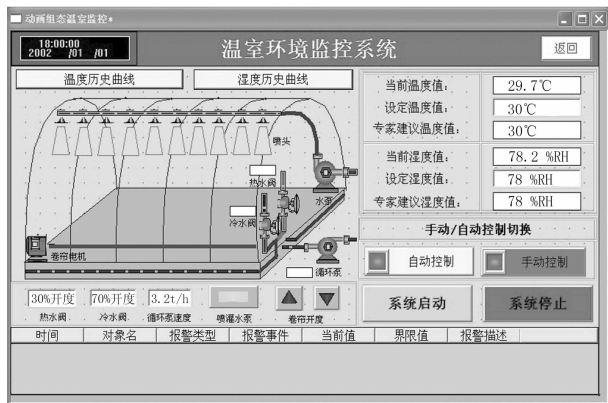 动画组态温室监控*
18:00:00
2002 /01 /01
温室环境监控系统
返回
温度历史曲线
湿度历史曲线
喷头
热水阀
水泵
冷水阀
卷帘电机
循环泵
当前温度值: 29.7℃
设定温度值: 30℃
专家建议温度值: 30℃
当前湿度值: 78.2 %RH
设定湿度值: 78 %RH
专家建议湿度值: 78 %RH
手动/自动控制切换
自动控制
手动控制
30%开度 70%开度 3.2t/h
热水阀 冷水阀 循环泵速度 喷灌水泵 卷帘开度
系统启动
系统停止
时间 对象名 报警类型 报警事件 当前值 界限值 报警描述